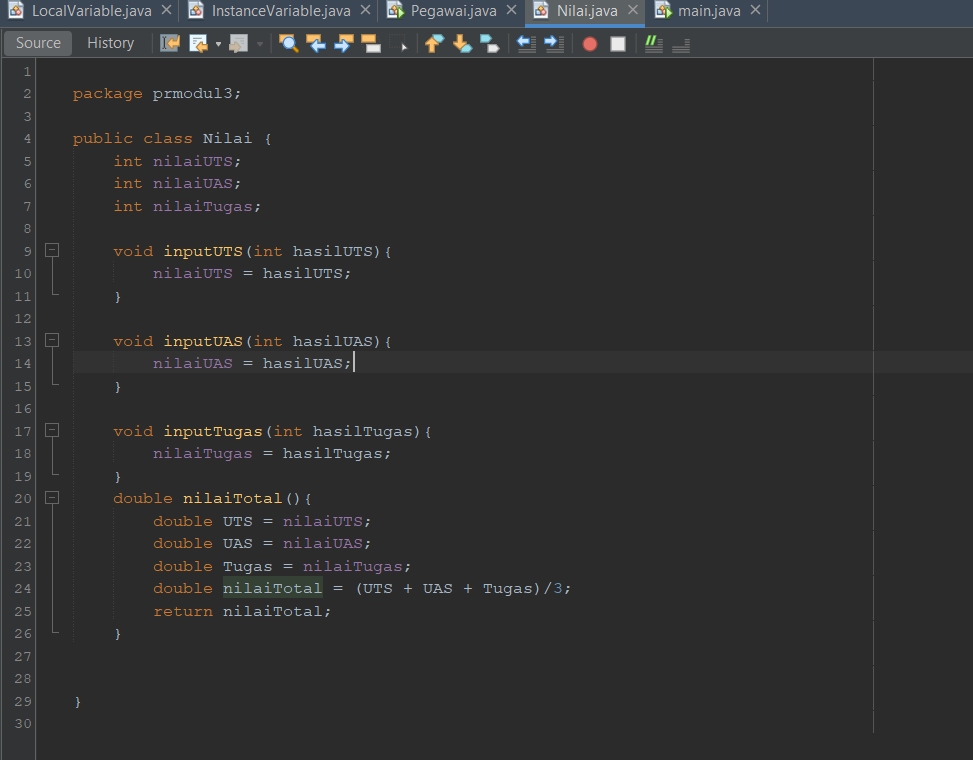 LocalVariable.java InstanceVariable.java Pegawai.java Nilai.java main.java
Source History
1
2 package prmodul3;
3
4 public class Nilai {
5 int nilaiUTS;
6 int nilaiUAS;
7 int nilaiTugas;
8
9 void inputUTS(int hasilUTS){
10 nilaiUTS = hasilUTS;
11 }
12
13 void inputUAS(int hasilUAS){
14 nilaiUAS = hasilUAS;
15 }
16
17 void inputTugas(int hasilTugas){
18 nilaiTugas = hasilTugas;
19 }
20 double nilaiTotal(){
21 double UTS = nilaiUTS;
22 double UAS = nilaiUAS;
23 double Tugas = nilaiTugas;
24 double nilaiTotal = (UTS + UAS + Tugas)/3;
25 return nilaiTotal;
26 }
27
28
29 }
30